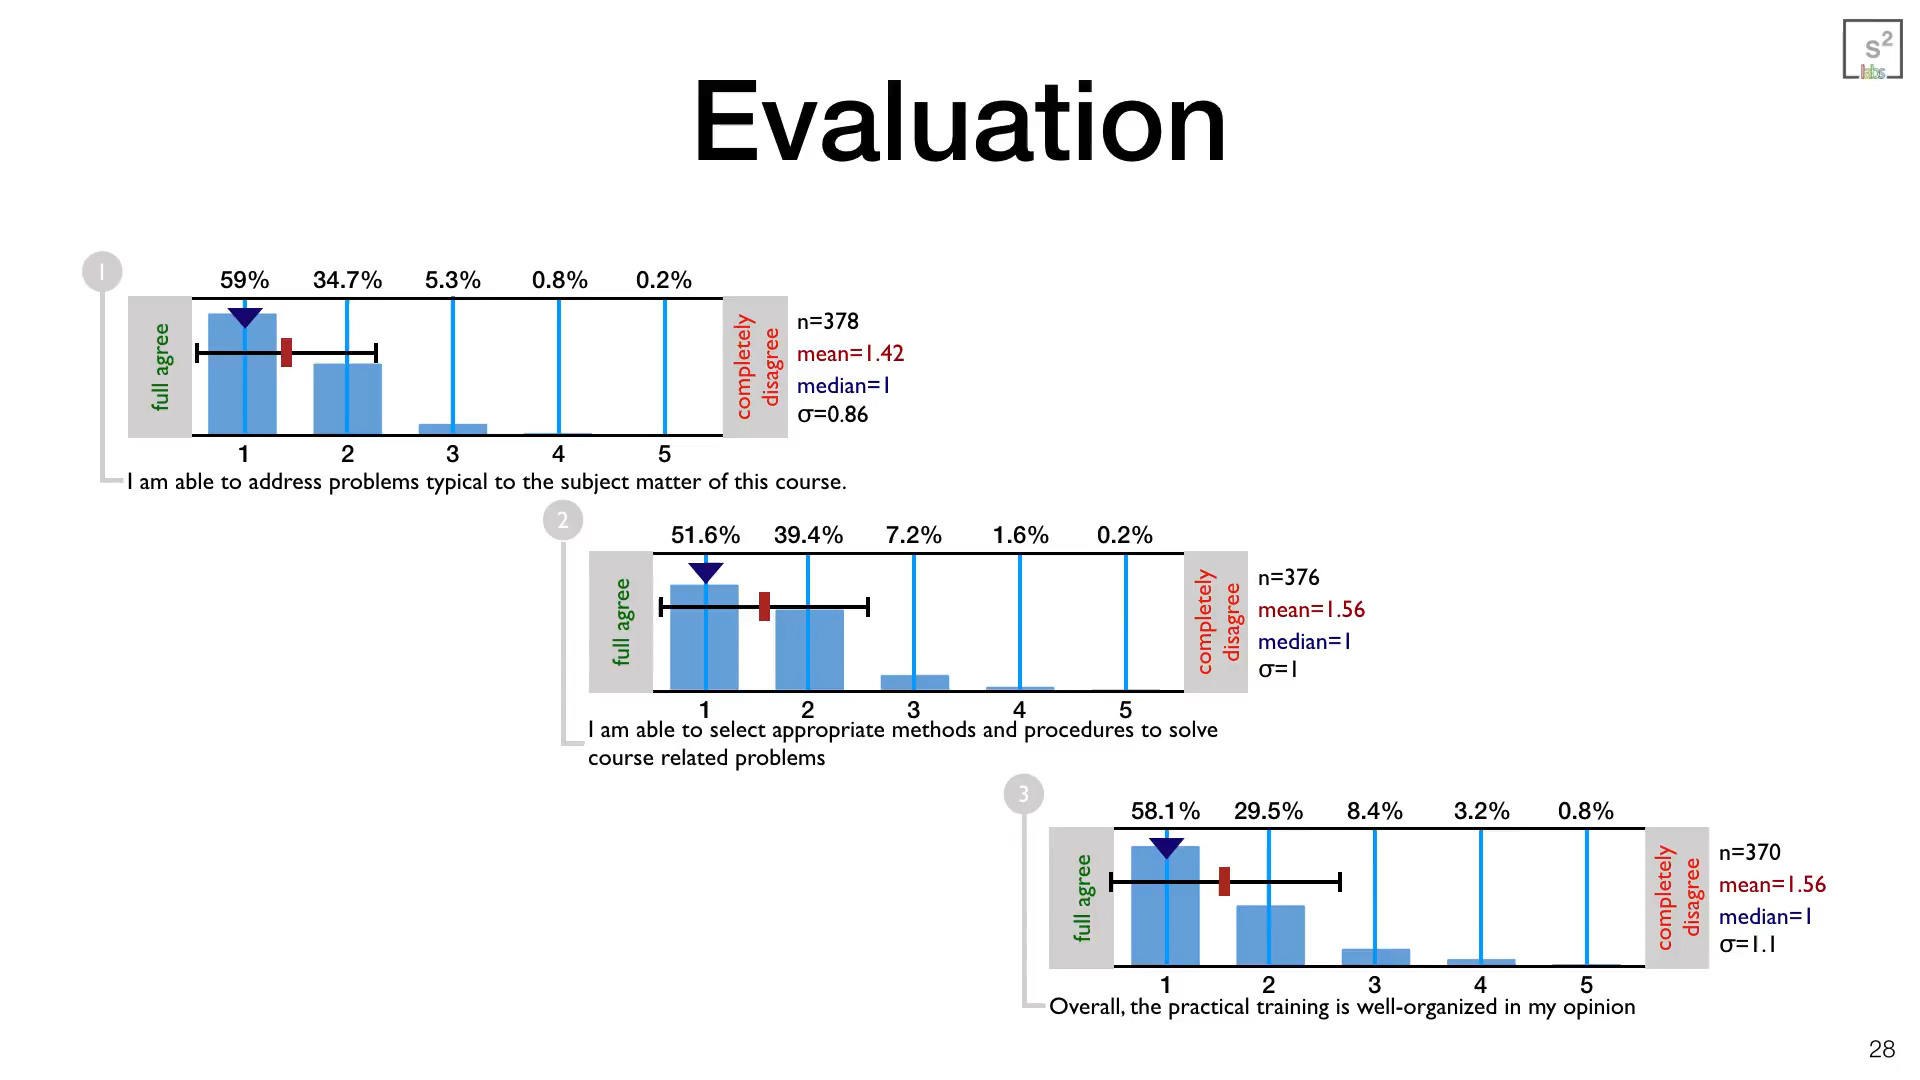 s²
labs
Evaluation
1
59% 34.7% 5.3% 0.8% 0.2%
full agree
completely
disagree
n=378
mean=1.42
median=1
σ=0.86
1 2 3 4 5
I am able to address problems typical to the subject matter of this course.
2
51.6% 39.4% 7.2% 1.6% 0.2%
full agree
completely
disagree
n=376
mean=1.56
median=1
σ=1
1 2 3 4 5
I am able to select appropriate methods and procedures to solve
course related problems
3
58.1% 29.5% 8.4% 3.2% 0.8%
full agree
completely
disagree
n=370
mean=1.56
median=1
σ=1.1
1 2 3 4 5
Overall, the practical training is well-organized in my opinion
28